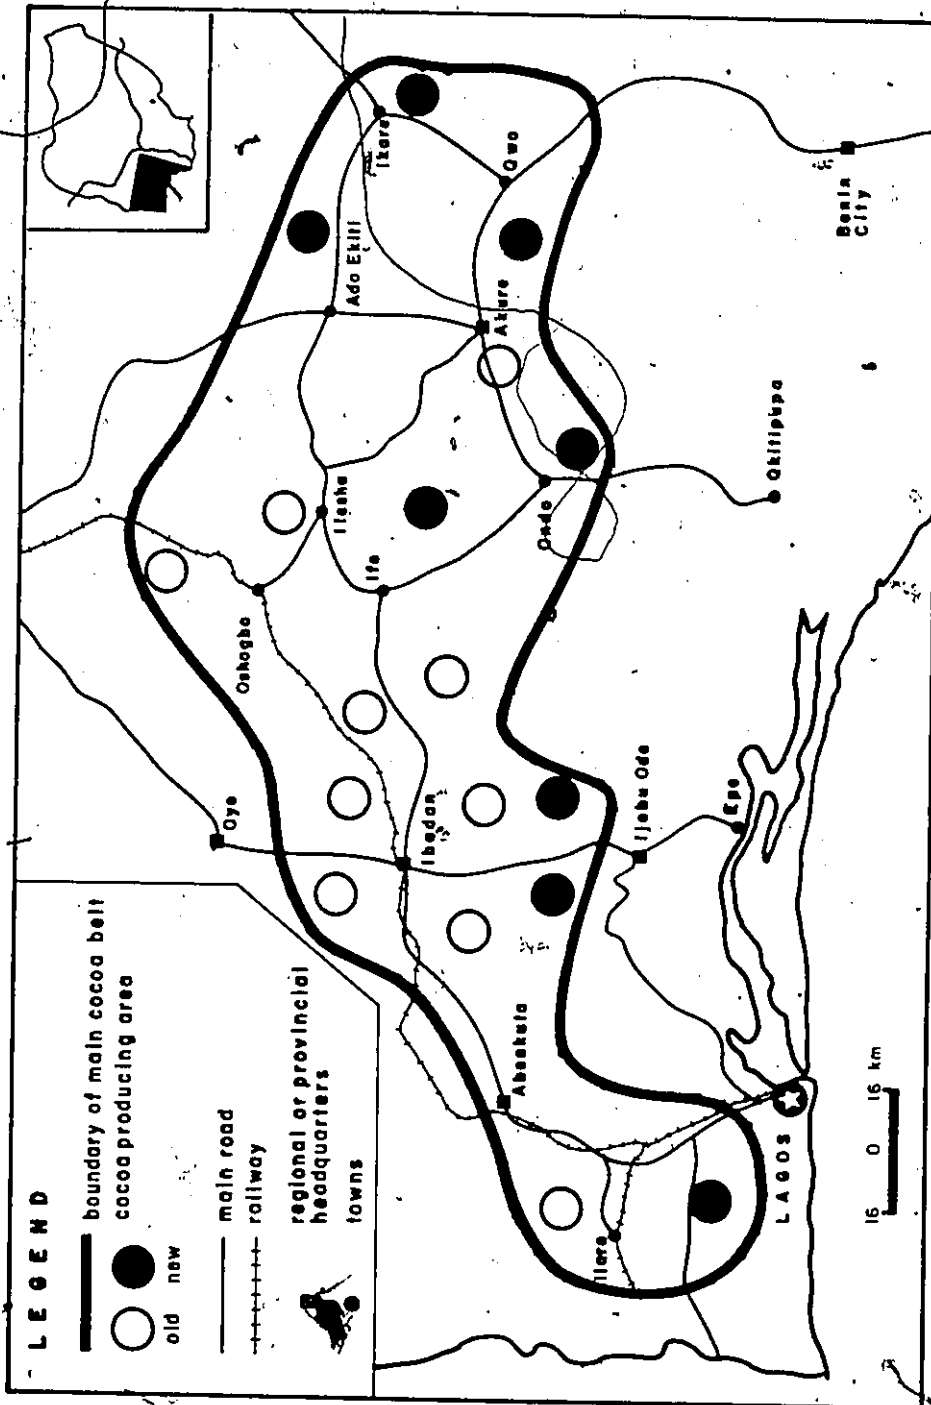 LEGEND
boundary of main cocoa belt
cocoa producing area
old new
main road
railway
regional or provincial
headquarters
towns
Oyo
Oshogbo
Ilesha
Ife
Ado Ekiti
Ikare
Owo
Akure
Ondo
Ibadan
Abeokuta
Ilaro
Ijebu Ode
Epe
Okitipupa
Benin
City
LAGOS
16 0 16 km